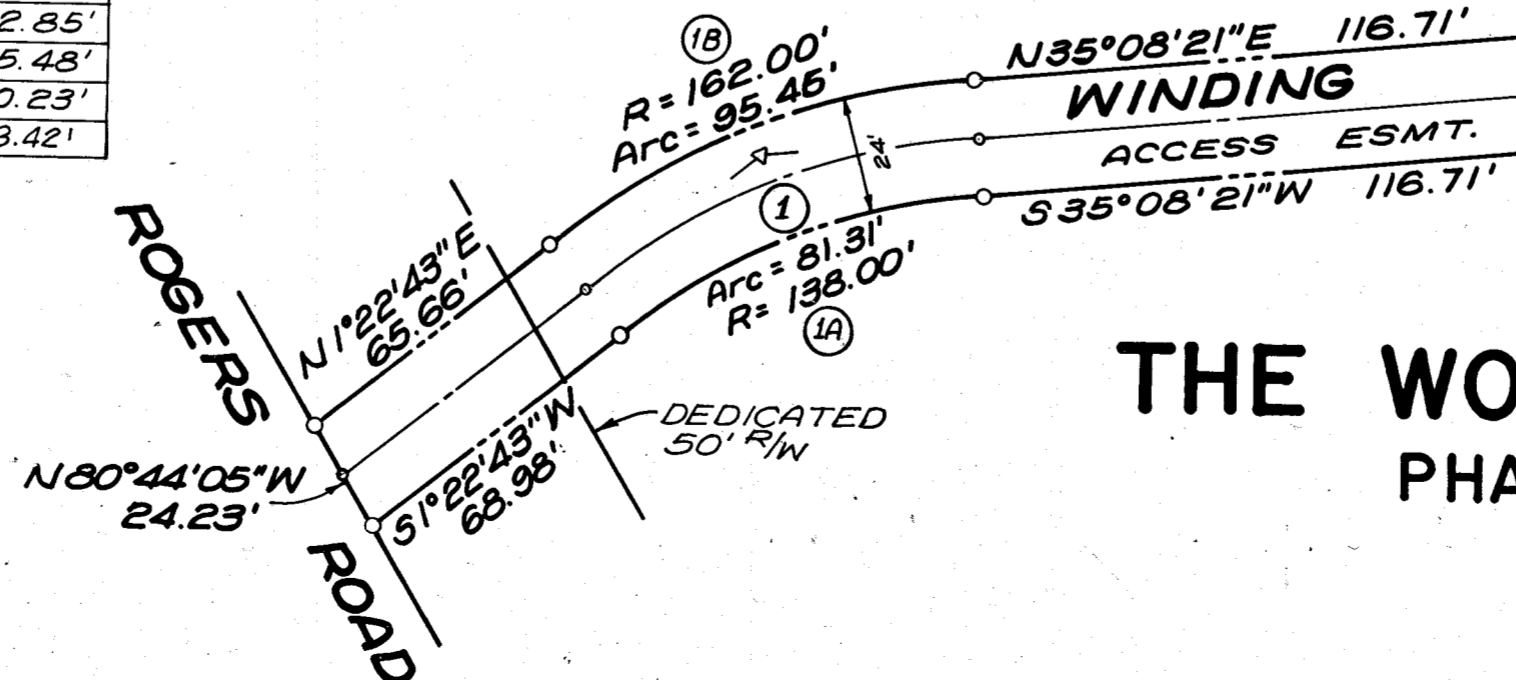 2.85'
5.48'
0.23'
3.42'
1B
R = 162.00'
Arc = 95.45'
N35°08'21"E 116.71'
WINDING
ACCESS ESMT.
S35°08'21"W 116.71'
24'
1
Arc = 81.31'
R = 138.00'
1A
ROGERS
ROAD
N1°22'43"E
65.66'
S1°22'43"W
68.98'
DEDICATED
50' R/W
N80°44'05"W
24.23'
THE WO
PHA